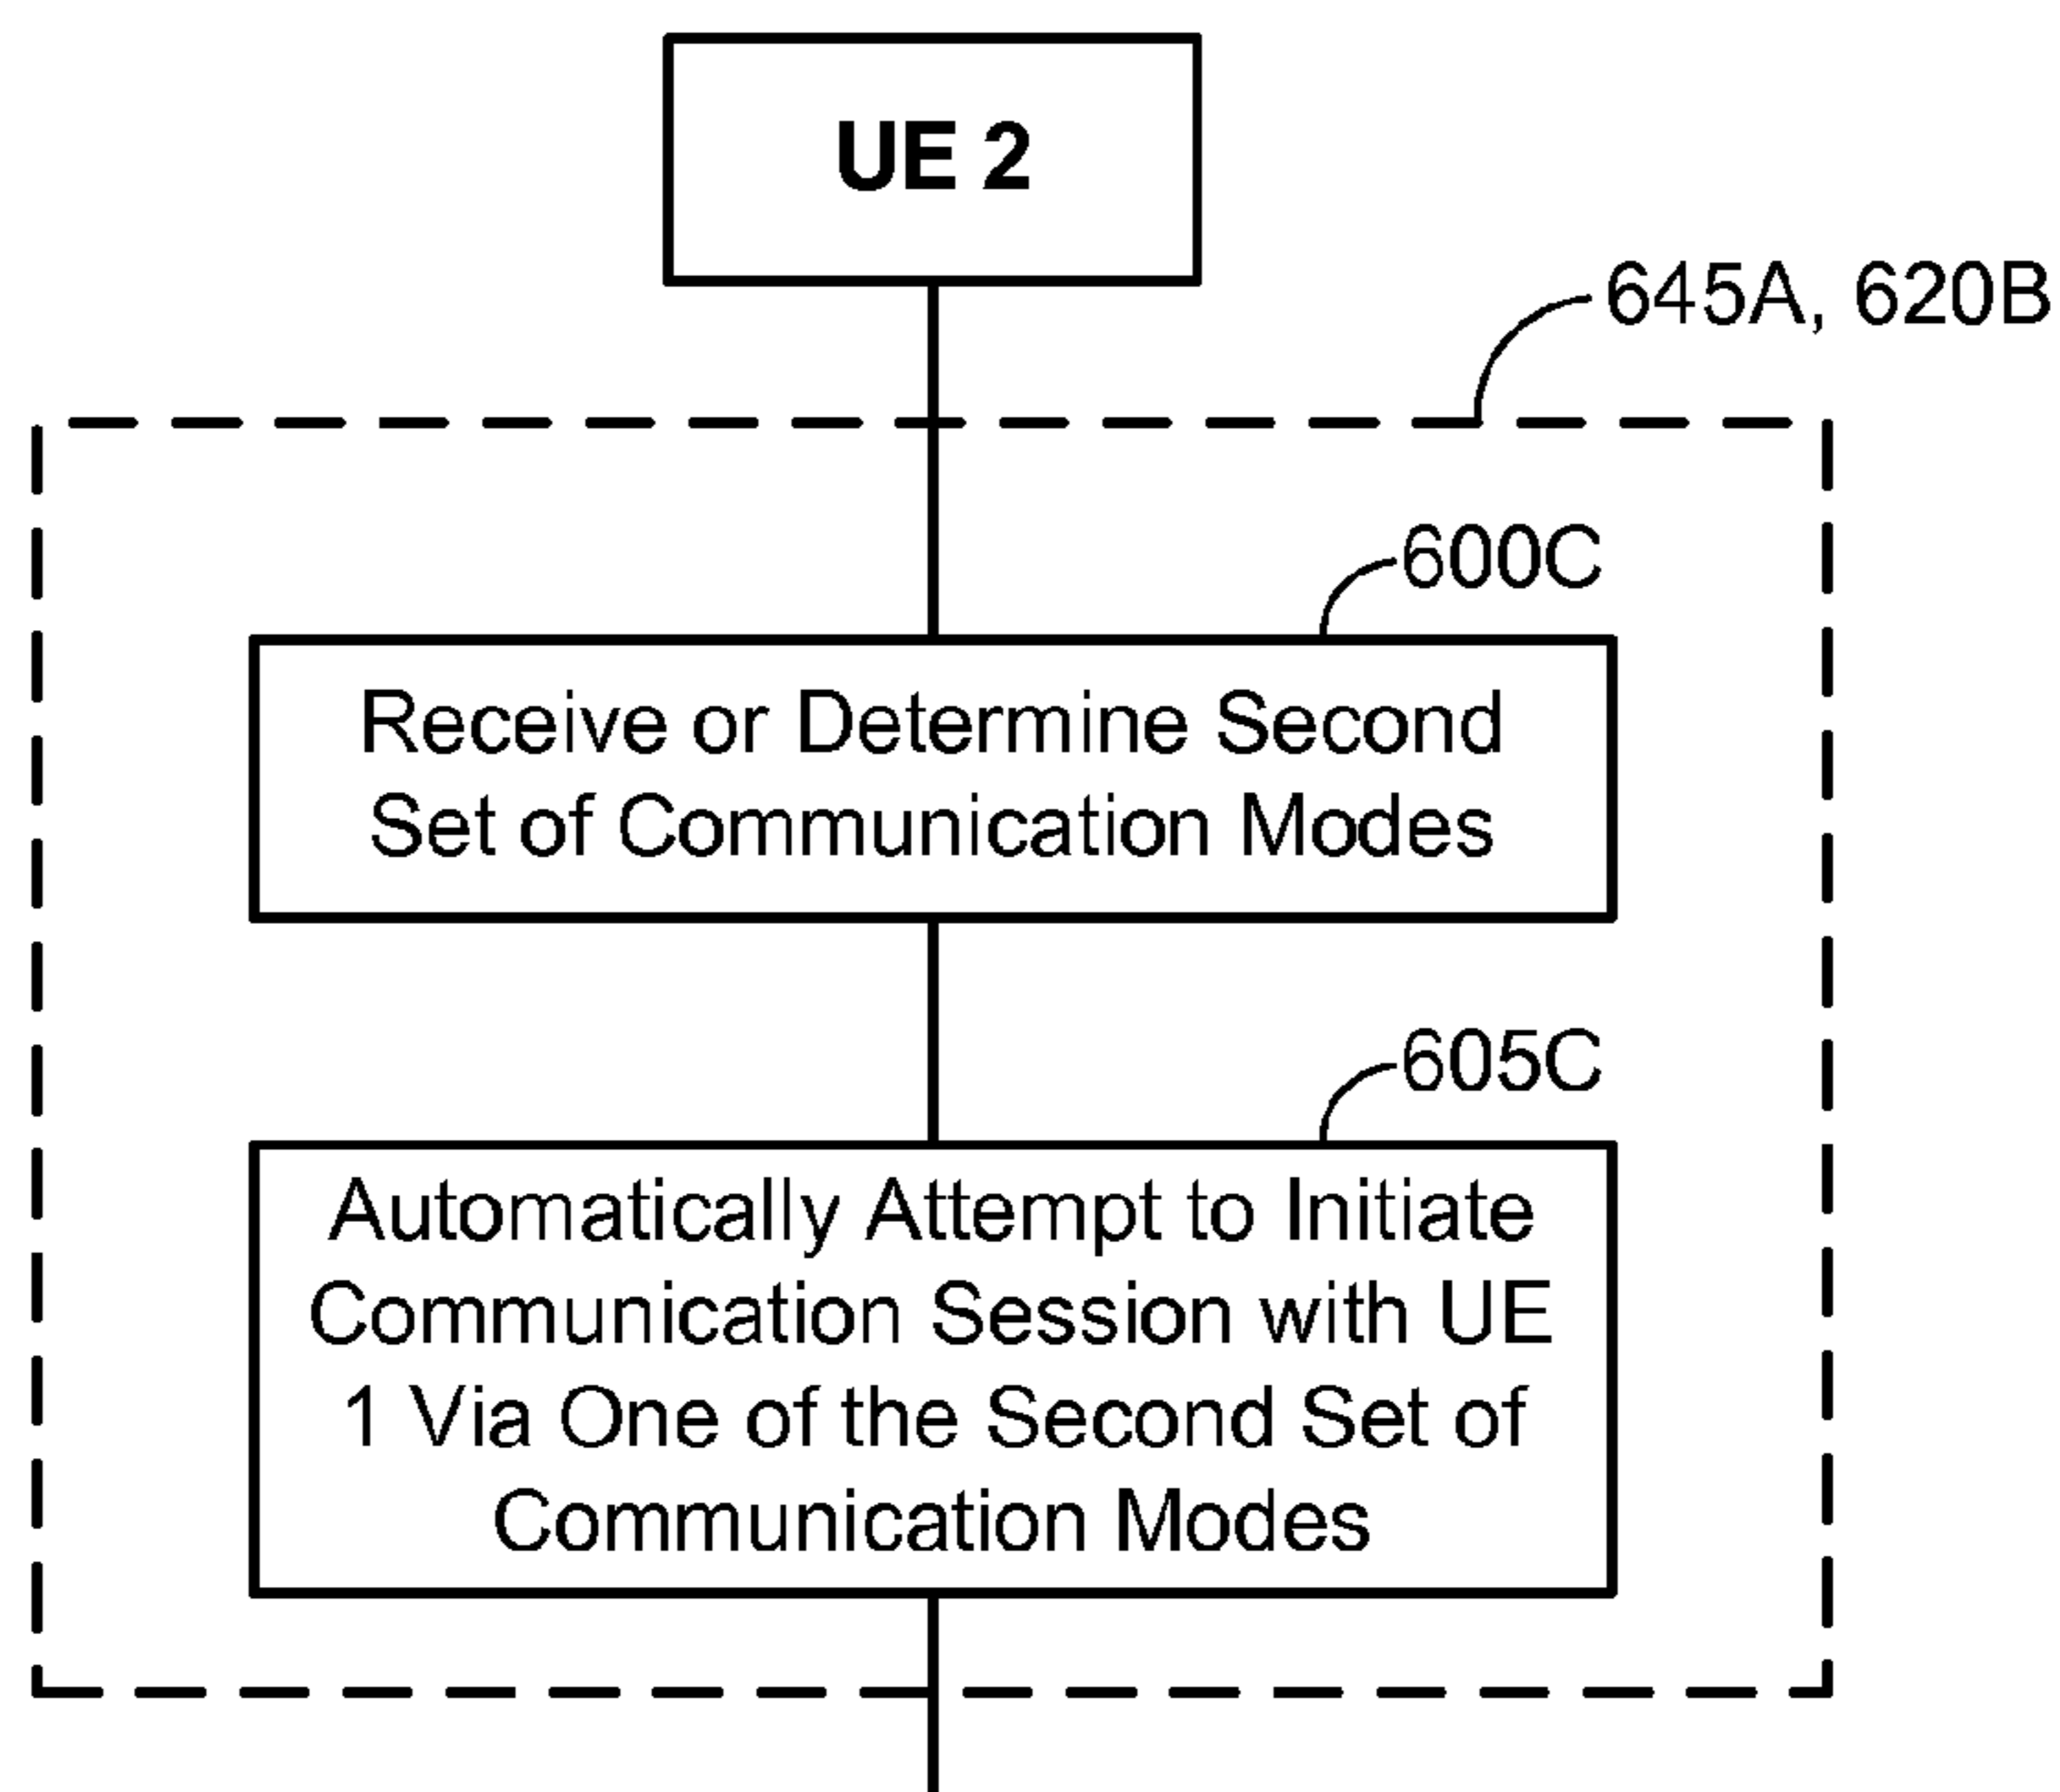 UE 2
645A, 620B
600C
Receive or Determine Second
Set of Communication Modes
605C
Automatically Attempt to Initiate
Communication Session with UE
1 Via One of the Second Set of
Communication Modes